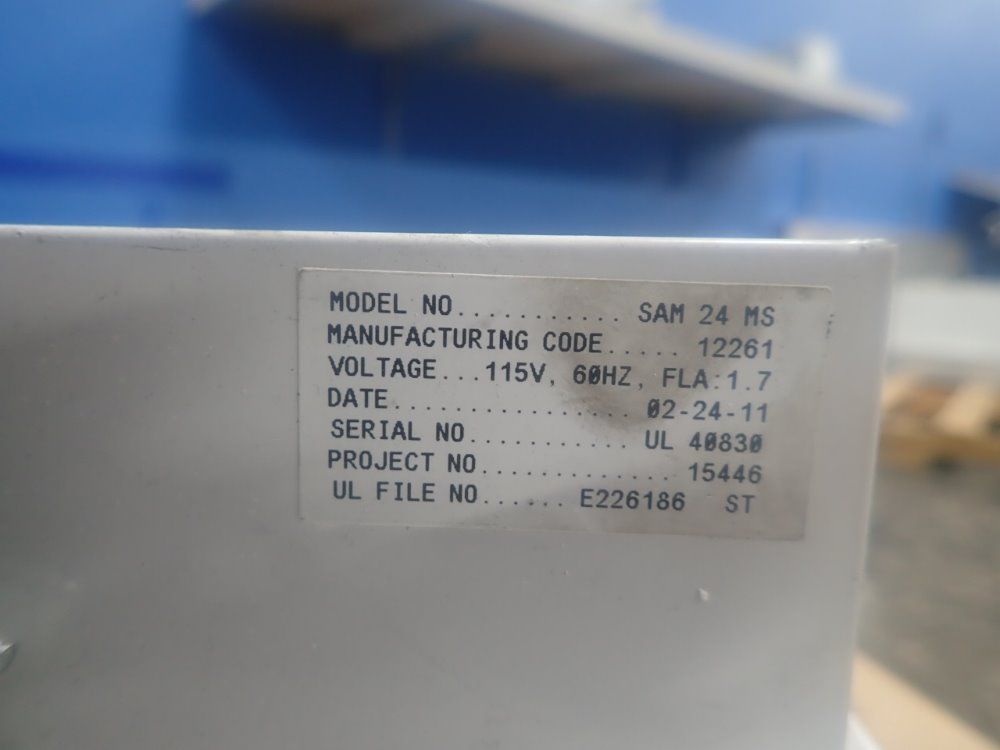 MODEL NO........... SAM 24 MS
MANUFACTURING CODE..... 12261
VOLTAGE...115V, 60HZ, FLA:1.7
DATE................ 02-24-11
SERIAL NO........... UL 40830
PROJECT NO............. 15446
UL FILE NO...... E226186 ST